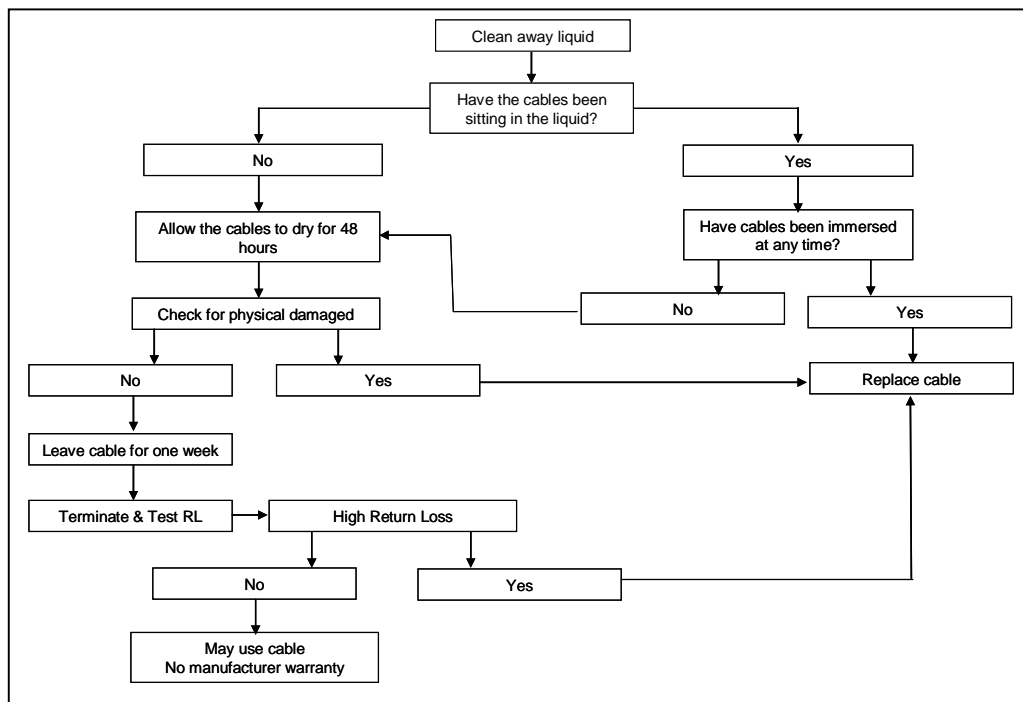 Clean away liquid
Have the cables been
sitting in the liquid?
No
Yes
Allow the cables to dry for 48
hours
Have cables been immersed
at any time?
No
Yes
Check for physical damaged
No
Yes
Replace cable
Leave cable for one week
Terminate & Test RL
High Return Loss
No
Yes
May use cable
No manufacturer warranty